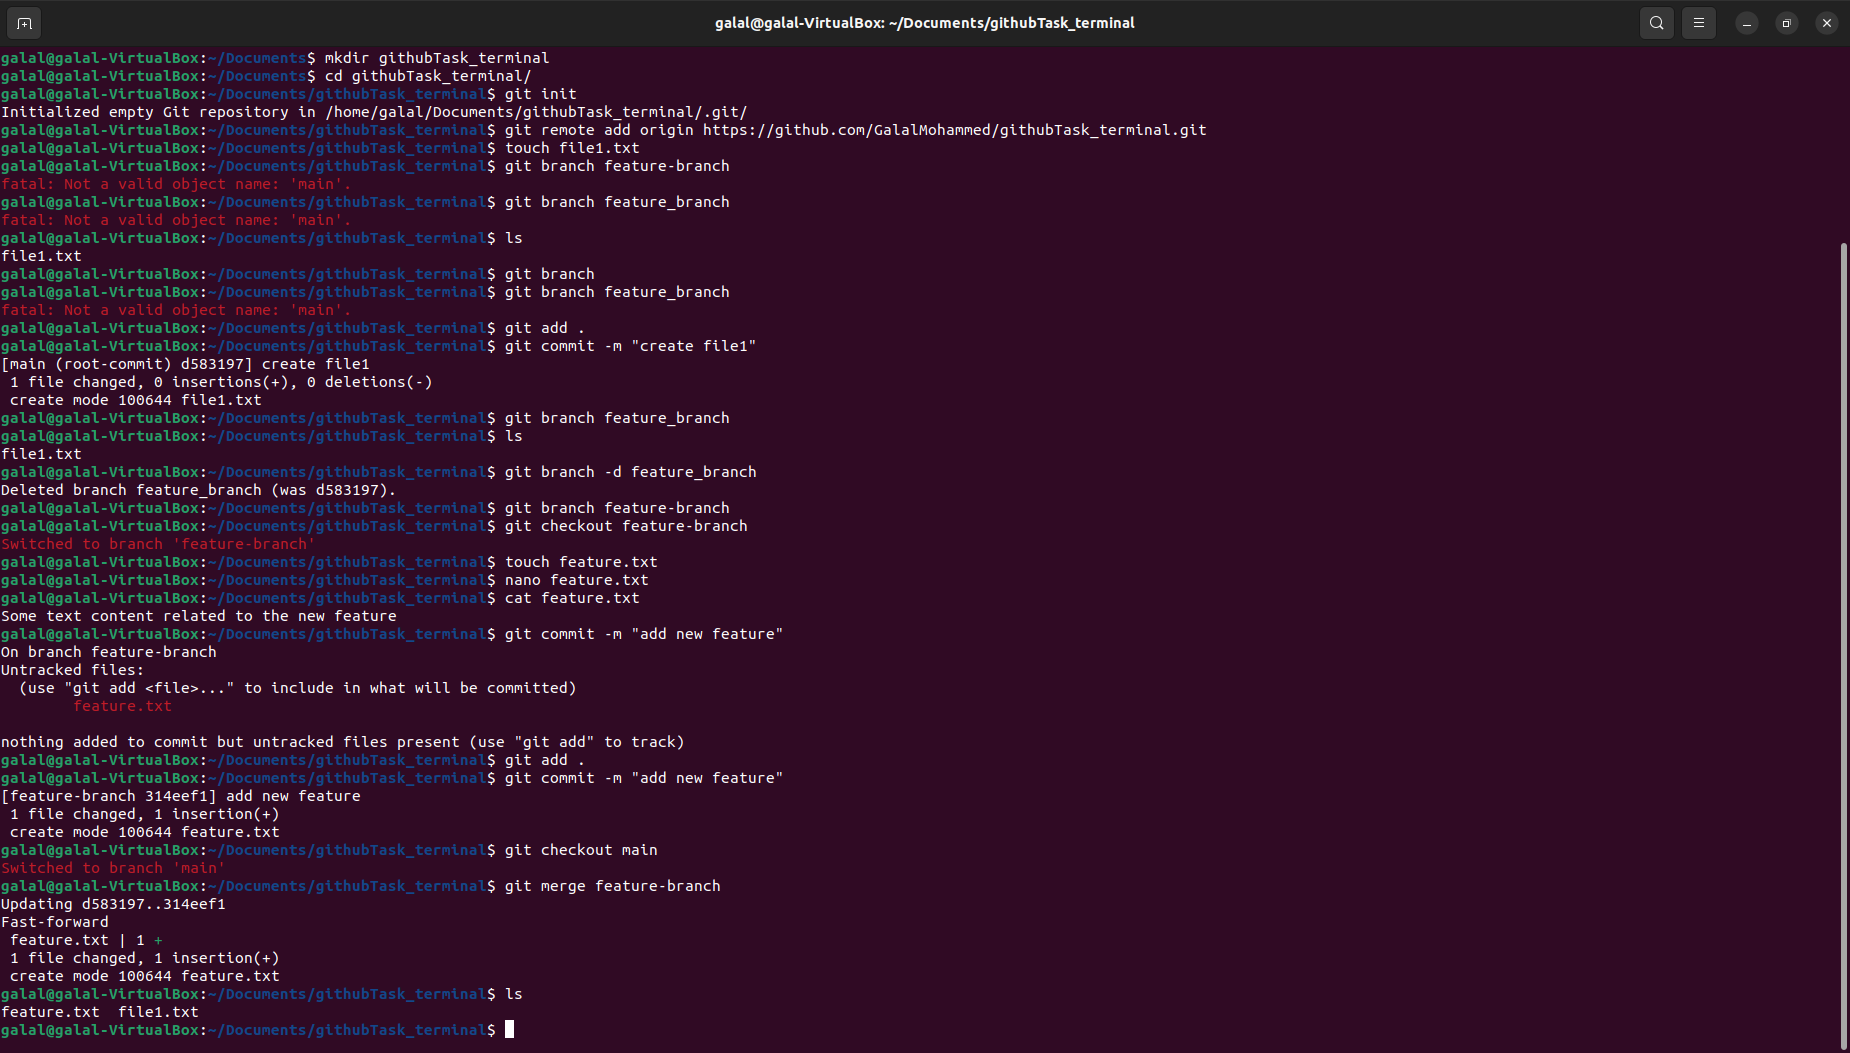 galal@galal-VirtualBox: ~/Documents/githubTask_terminal
galal@galal-VirtualBox:~/Documents$ mkdir githubTask_terminal
galal@galal-VirtualBox:~/Documents$ cd githubTask_terminal/
galal@galal-VirtualBox:~/Documents/githubTask_terminal$ git init
Initialized empty Git repository in /home/galal/Documents/githubTask_terminal/.git/
galal@galal-VirtualBox:~/Documents/githubTask_terminal$ git remote add origin https://github.com/GalalMohammed/githubTask_terminal.git
galal@galal-VirtualBox:~/Documents/githubTask_terminal$ touch file1.txt
galal@galal-VirtualBox:~/Documents/githubTask_terminal$ git branch feature-branch
fatal: Not a valid object name: 'main'.
galal@galal-VirtualBox:~/Documents/githubTask_terminal$ git branch feature_branch
fatal: Not a valid object name: 'main'.
galal@galal-VirtualBox:~/Documents/githubTask_terminal$ ls
file1.txt
galal@galal-VirtualBox:~/Documents/githubTask_terminal$ git branch
galal@galal-VirtualBox:~/Documents/githubTask_terminal$ git branch feature_branch
fatal: Not a valid object name: 'main'.
galal@galal-VirtualBox:~/Documents/githubTask_terminal$ git add .
galal@galal-VirtualBox:~/Documents/githubTask_terminal$ git commit -m "create file1"
[main (root-commit) d583197] create file1
 1 file changed, 0 insertions(+), 0 deletions(-)
 create mode 100644 file1.txt
galal@galal-VirtualBox:~/Documents/githubTask_terminal$ git branch feature_branch
galal@galal-VirtualBox:~/Documents/githubTask_terminal$ ls
file1.txt
galal@galal-VirtualBox:~/Documents/githubTask_terminal$ git branch -d feature_branch
Deleted branch feature_branch (was d583197).
galal@galal-VirtualBox:~/Documents/githubTask_terminal$ git branch feature-branch
galal@galal-VirtualBox:~/Documents/githubTask_terminal$ git checkout feature-branch
Switched to branch 'feature-branch'
galal@galal-VirtualBox:~/Documents/githubTask_terminal$ touch feature.txt
galal@galal-VirtualBox:~/Documents/githubTask_terminal$ nano feature.txt
galal@galal-VirtualBox:~/Documents/githubTask_terminal$ cat feature.txt
Some text content related to the new feature
galal@galal-VirtualBox:~/Documents/githubTask_terminal$ git commit -m "add new feature"
On branch feature-branch
Untracked files:
  (use "git add <file>..." to include in what will be committed)
        feature.txt

nothing added to commit but untracked files present (use "git add" to track)
galal@galal-VirtualBox:~/Documents/githubTask_terminal$ git add .
galal@galal-VirtualBox:~/Documents/githubTask_terminal$ git commit -m "add new feature"
[feature-branch 314eef1] add new feature
 1 file changed, 1 insertion(+)
 create mode 100644 feature.txt
galal@galal-VirtualBox:~/Documents/githubTask_terminal$ git checkout main
Switched to branch 'main'
galal@galal-VirtualBox:~/Documents/githubTask_terminal$ git merge feature-branch
Updating d583197..314eef1
Fast-forward
 feature.txt | 1 +
 1 file changed, 1 insertion(+)
 create mode 100644 feature.txt
galal@galal-VirtualBox:~/Documents/githubTask_terminal$ ls
feature.txt  file1.txt
galal@galal-VirtualBox:~/Documents/githubTask_terminal$